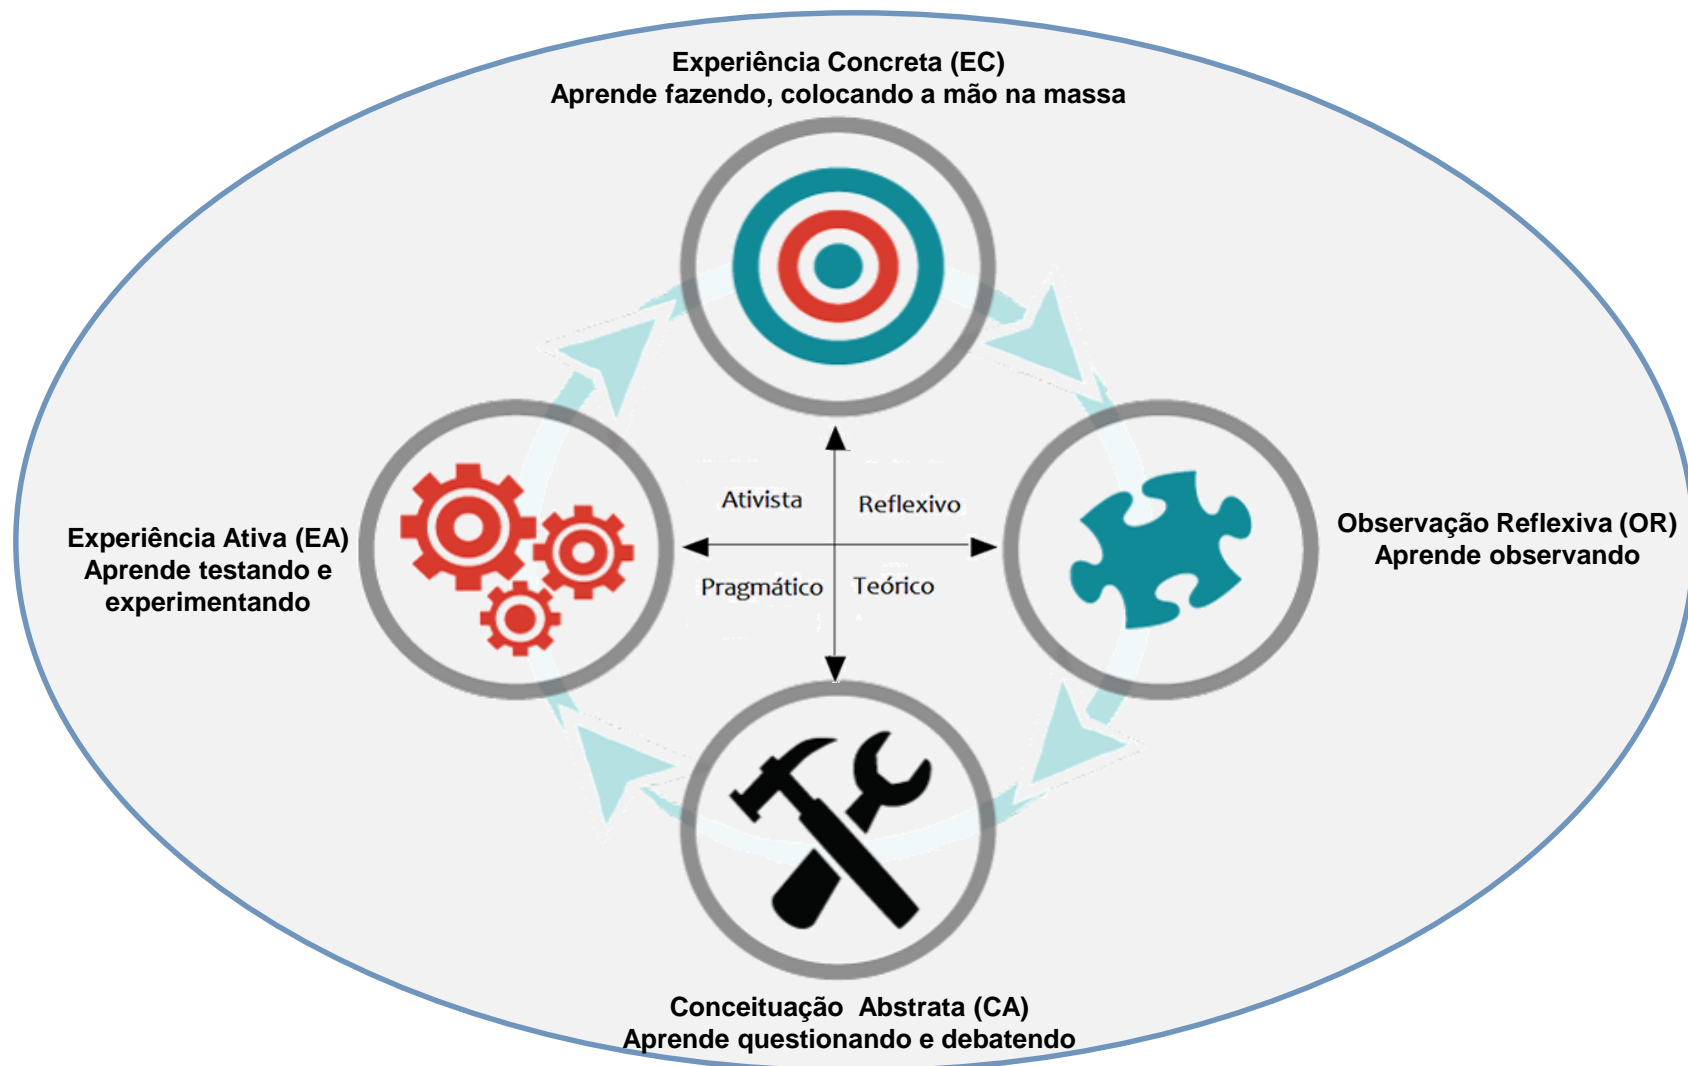 Experiência Concreta (EC)
Aprende fazendo, colocando a mão na massa
Ativista
Reflexivo
Experiência Ativa (EA)
Aprende testando e
experimentando
Observação Reflexiva (OR)
Aprende observando
Pragmático
Teórico
Conceituação  Abstrata (CA)
Aprende questionando e debatendo